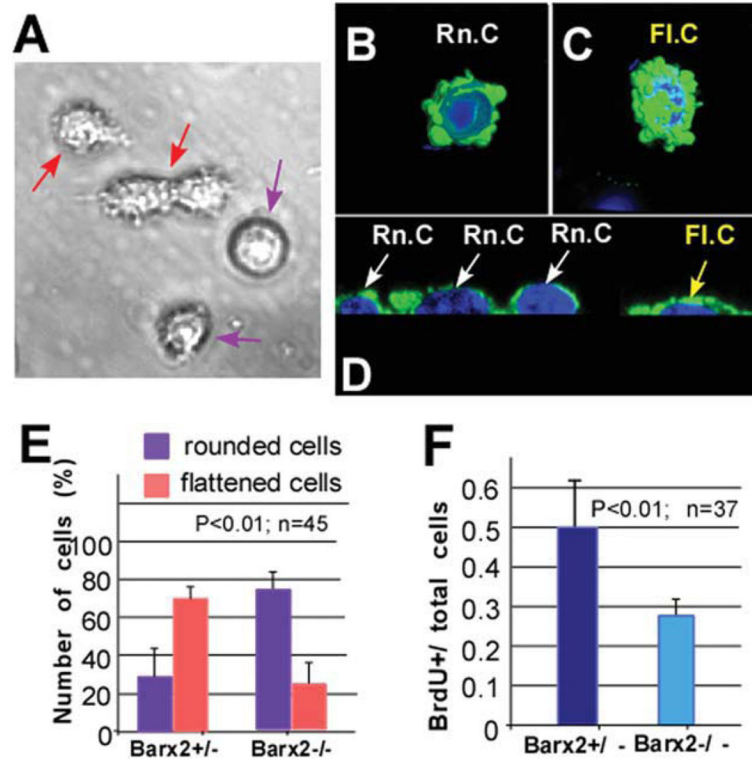 A
B
Rn.C
C
Fl.C
Rn.C
Rn.C
Rn.C
Fl.C
D
E
rounded cells
flattened cells
Number of cells (%)
P<0.01; n=45
100
80
60
40
20
0
Barx2+/-
Barx2-/-
F
BrdU+/ total cells
P<0.01; n=37
0.6
0.5
0.4
0.3
0.2
0.1
0
Barx2+/ -
Barx2-/ -